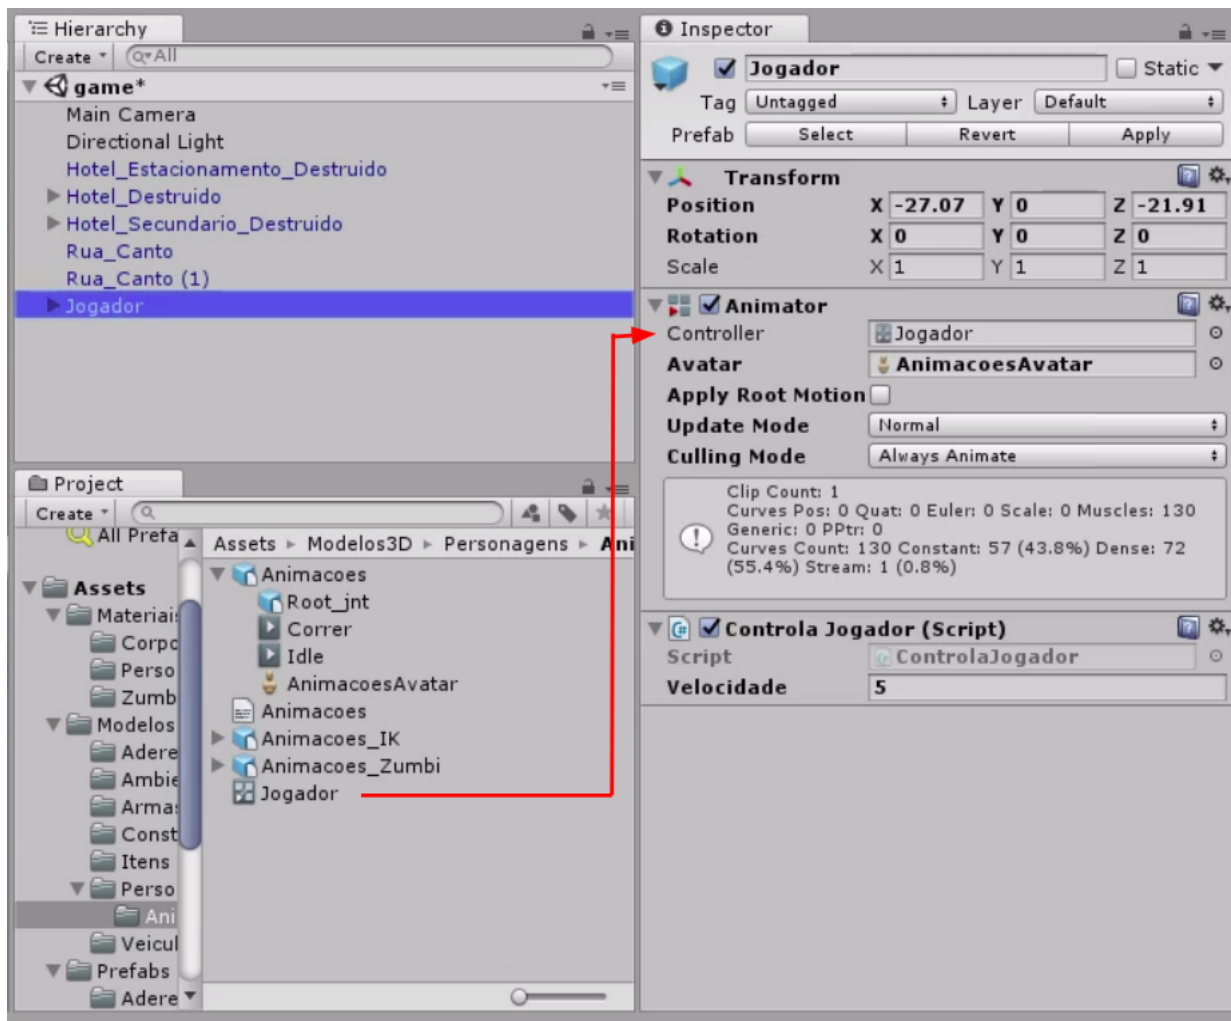 Hierarchy
Create
All
game*
Main Camera
Directional Light
Hotel_Estacionamento_Destruido
Hotel_Destruido
Hotel_Secundario_Destruido
Rua_Canto
Rua_Canto (1)
Jogador
Project
Create
All Prefa
Assets
Materiais
Corpo
Perso
Zumb
Modelos
Adere
Ambie
Armas
Const
Itens
Perso
Ani
Veicul
Prefabs
Adere
Assets Modelos3D Personagens Ani
Animacoes
Root_jnt
Correr
Idle
AnimacoesAvatar
Animacoes
Animacoes_IK
Animacoes_Zumbi
Jogador
Inspector
Jogador Static
Tag Untagged Layer Default
Prefab Select Revert Apply
Transform
Position X -27.07 Y 0 Z -21.91
Rotation X 0 Y 0 Z 0
Scale X 1 Y 1 Z 1
Animator
Controller Jogador
Avatar AnimacoesAvatar
Apply Root Motion
Update Mode Normal
Culling Mode Always Animate
Clip Count: 1
Curves Pos: 0 Quat: 0 Euler: 0 Scale: 0 Muscles: 130
Generic: 0 PPtr: 0
Curves Count: 130 Constant: 57 (43.8%) Dense: 72
(55.4%) Stream: 1 (0.8%)
Controla Jogador (Script)
Script ControlaJogador
Velocidade 5